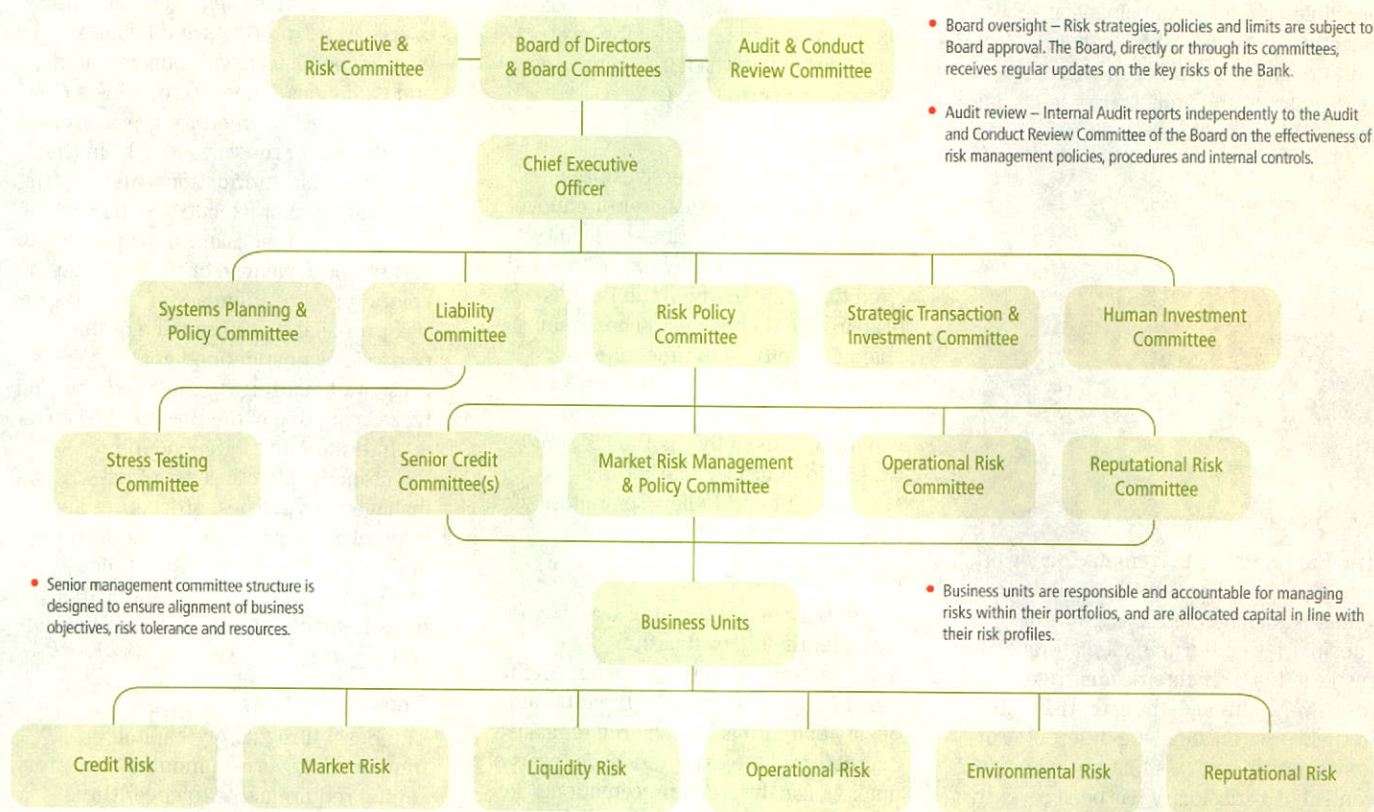 Executive &
Risk Committee
Board of Directors
& Board Committees
Audit & Conduct
Review Committee
• Board oversight – Risk strategies, policies and limits are subject to
Board approval. The Board, directly or through its committees,
receives regular updates on the key risks of the Bank.
• Audit review – Internal Audit reports independently to the Audit
and Conduct Review Committee of the Board on the effectiveness of
risk management policies, procedures and internal controls.
Chief Executive
Officer
Systems Planning &
Policy Committee
Liability
Committee
Risk Policy
Committee
Strategic Transaction &
Investment Committee
Human Investment
Committee
Stress Testing
Committee
Senior Credit
Committee(s)
Market Risk Management
& Policy Committee
Operational Risk
Committee
Reputational Risk
Committee
• Senior management committee structure is
designed to ensure alignment of business
objectives, risk tolerance and resources.
Business Units
• Business units are responsible and accountable for managing
risks within their portfolios, and are allocated capital in line with
their risk profiles.
Credit Risk
Market Risk
Liquidity Risk
Operational Risk
Environmental Risk
Reputational Risk